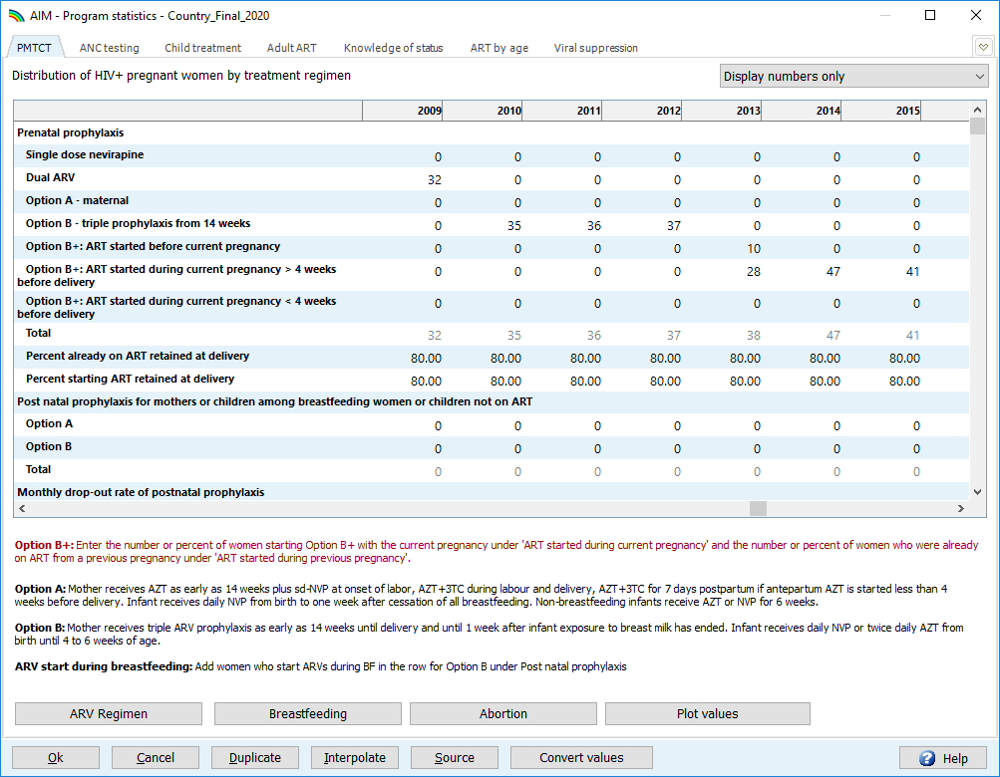 AIM - Program statistics - Country_Final_2020
PMTCT ANC testing Child treatment Adult ART Knowledge of status ART by age Viral suppression
Distribution of HIV+ pregnant women by treatment regimen
Display numbers only
2009 2010 2011 2012 2013 2014 2015
Prenatal prophylaxis
Single dose nevirapine 0 0 0 0 0 0 0
Dual ARV 32 0 0 0 0 0 0
Option A - maternal 0 0 0 0 0 0 0
Option B - triple prophylaxis from 14 weeks 0 35 36 37 0 0 0
Option B+: ART started before current pregnancy 0 0 0 0 10 0 0
Option B+: ART started during current pregnancy > 4 weeks
before delivery 0 0 0 0 28 47 41
Option B+: ART started during current pregnancy < 4 weeks
before delivery 0 0 0 0 0 0 0
Total 32 35 36 37 38 47 41
Percent already on ART retained at delivery 80.00 80.00 80.00 80.00 80.00 80.00 80.00
Percent starting ART retained at delivery 80.00 80.00 80.00 80.00 80.00 80.00 80.00
Post natal prophylaxis for mothers or children among breastfeeding women or children not on ART
Option A 0 0 0 0 0 0 0
Option B 0 0 0 0 0 0 0
Total 0 0 0 0 0 0 0
Monthly drop-out rate of postnatal prophylaxis
Option B+: Enter the number or percent of women starting Option B+ with the current pregnancy under 'ART started during current pregnancy' and the number or percent of women who were already
on ART from a previous pregnancy under 'ART started during previous pregnancy'.
Option A: Mother receives AZT as early as 14 weeks plus sd-NVP at onset of labor, AZT+3TC during labour and delivery, AZT+3TC for 7 days postpartum if antepartum AZT is started less than 4
weeks before delivery. Infant receives daily NVP from birth to one week after cessation of all breastfeeding. Non-breastfeeding infants receive AZT or NVP for 6 weeks.
Option B: Mother receives triple ARV prophylaxis as early as 14 weeks until delivery and until 1 week after infant exposure to breast milk has ended. Infant receives daily NVP or twice daily AZT from
birth until 4 to 6 weeks of age.
ARV start during breastfeeding: Add women who start ARVs during BF in the row for Option B under Post natal prophylaxis
ARV Regimen Breastfeeding Abortion Plot values
Ok Cancel Duplicate Interpolate Source Convert values Help